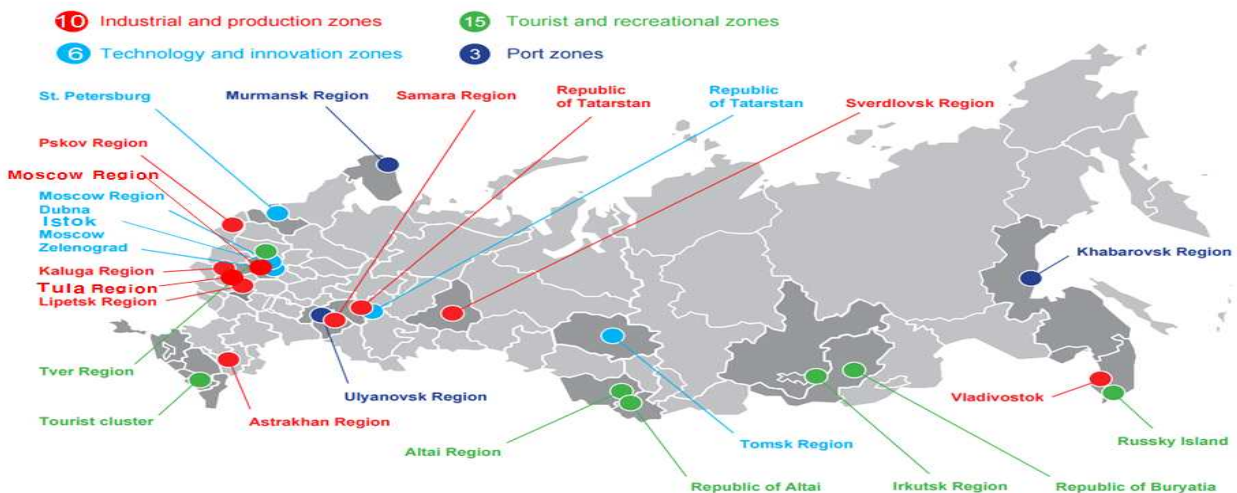 10 Industrial and production zones
15 Tourist and recreational zones
6 Technology and innovation zones
3 Port zones
St. Petersburg
Murmansk Region
Samara Region
Republic
of Tatarstan
Republic
of Tatarstan
Sverdlovsk Region
Pskov Region
Moscow Region
Moscow Region
Dubna
Istok
Moscow
Zelenograd
Kaluga Region
Tula Region
Lipetsk Region
Khabarovsk Region
Tver Region
Tourist cluster
Astrakhan Region
Ulyanovsk Region
Altai Region
Republic of Altai
Tomsk Region
Irkutsk Region
Republic of Buryatia
Vladivostok
Russky Island